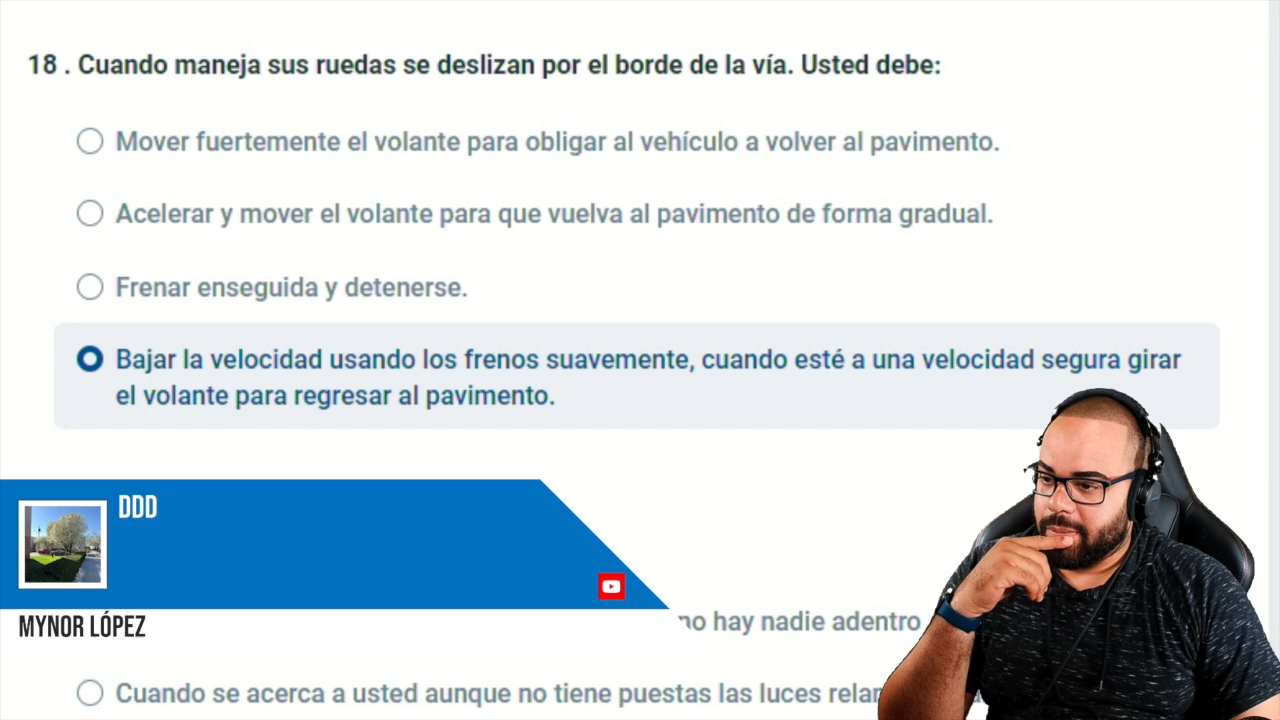 18 . Cuando maneja sus ruedas se deslizan por el borde de la vía. Usted debe:
Mover fuertemente el volante para obligar al vehículo a volver al pavimento.
Acelerar y mover el volante para que vuelva al pavimento de forma gradual.
Frenar enseguida y detenerse.
Bajar la velocidad usando los frenos suavemente, cuando esté a una velocidad segura girar
el volante para regresar al pavimento.
DDD
MYNOR LÓPEZ
no hay nadie adentro
Cuando se acerca a usted aunque no tiene puestas las luces